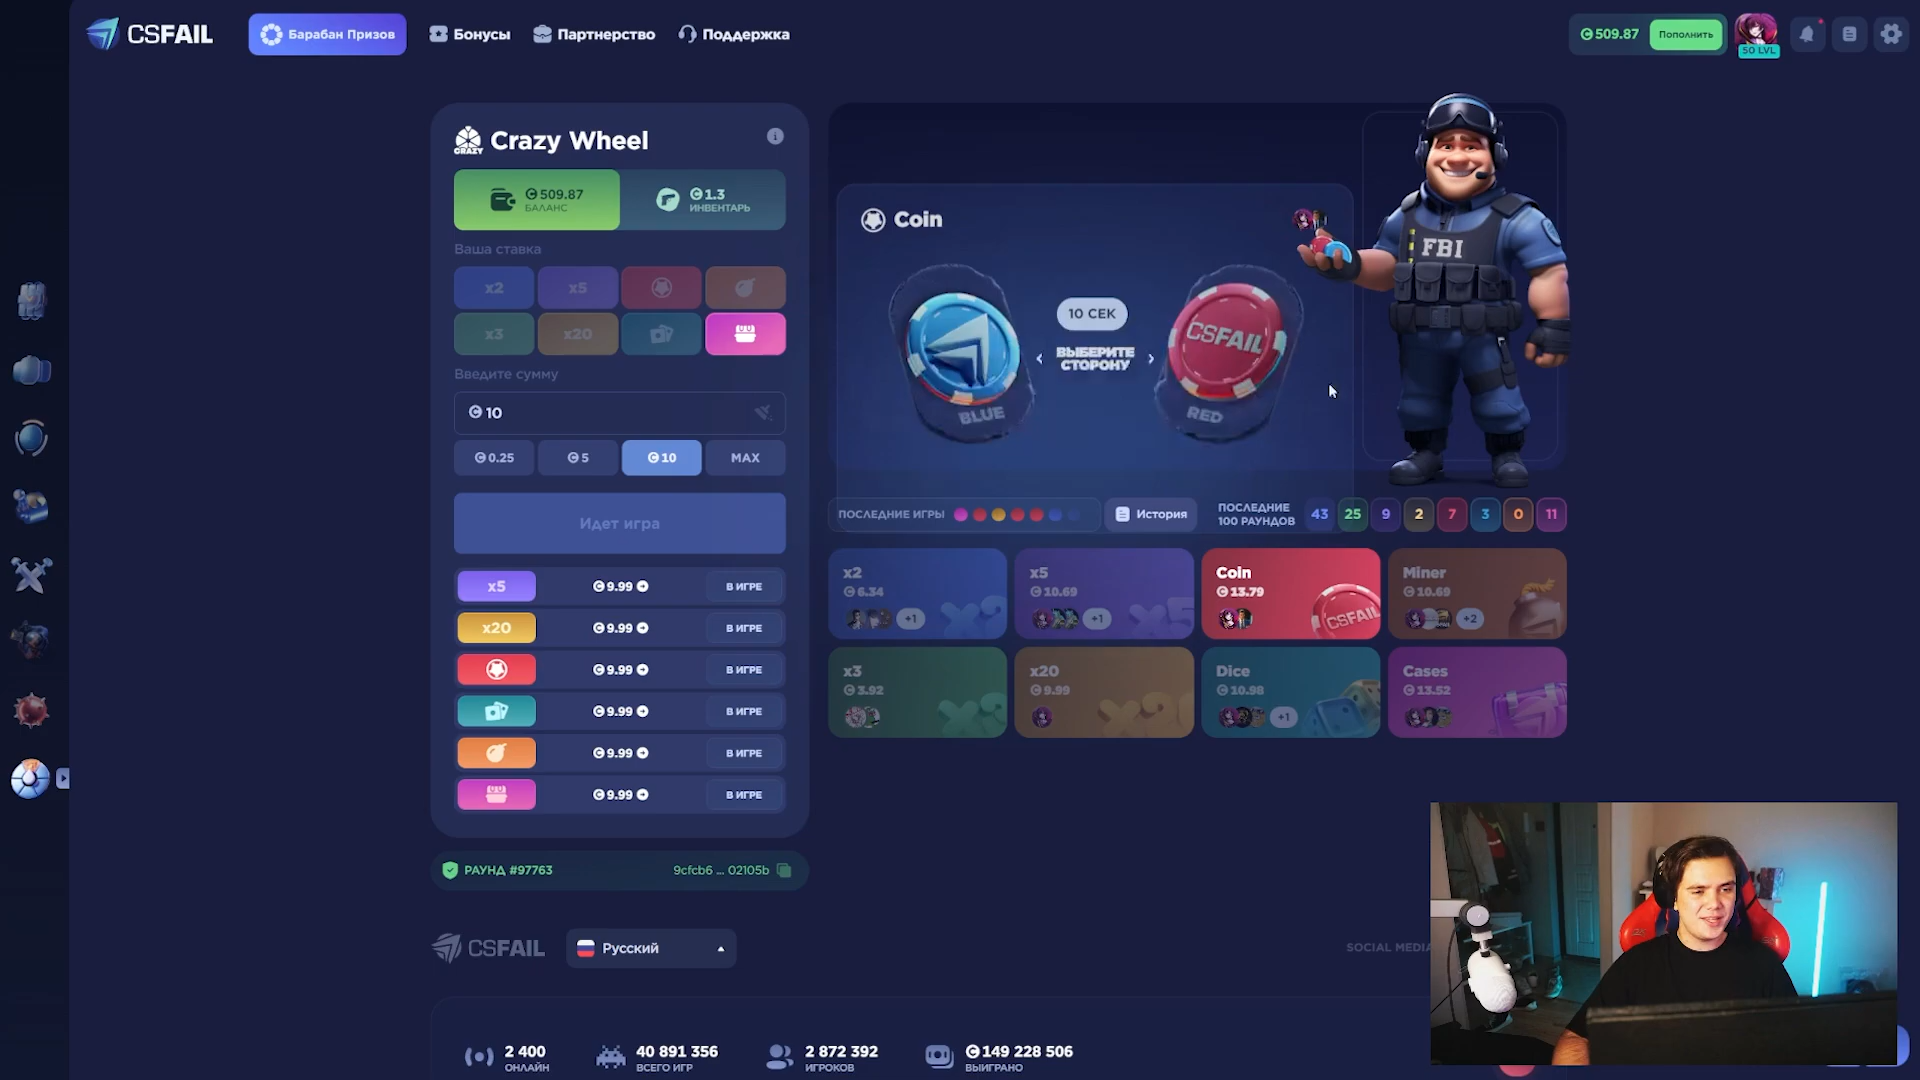 CSFAIL
Барабан Призов
Бонусы
Партнерство
Поддержка
509.87
Пополнить
50 LVL
CRAZY
Crazy Wheel
509.87
БАЛАНС
1.3
ИНВЕНТАРЬ
Ваша ставка
x2
x5
x3
x20
Введите сумму
10
0.25
5
10
MAX
Идет игра
x5
9.99
В ИГРЕ
x20
9.99
В ИГРЕ
9.99
В ИГРЕ
9.99
В ИГРЕ
9.99
В ИГРЕ
9.99
В ИГРЕ
РАУНД #97763
9cfcb6 ... 02105b
Coin
10 СЕК
ВЫБЕРИТЕ
СТОРОНУ
BLUE
CSFAIL
RED
FBI
ПОСЛЕДНИЕ ИГРЫ
История
ПОСЛЕДНИЕ
100 РАУНДОВ
43
25
9
2
7
3
0
11
x2
6.34
+1
x2
x5
10.69
+1
x5
Coin
13.79
CSFAIL
Miner
10.69
+2
x3
3.92
x3
x20
9.99
x20
Dice
10.98
+1
Cases
13.52
CSFAIL
Русский
SOCIAL MEDIA
2 400
ОНЛАЙН
40 891 356
ВСЕГО ИГР
2 872 392
ИГРОКОВ
149 228 506
ВЫИГРАНО